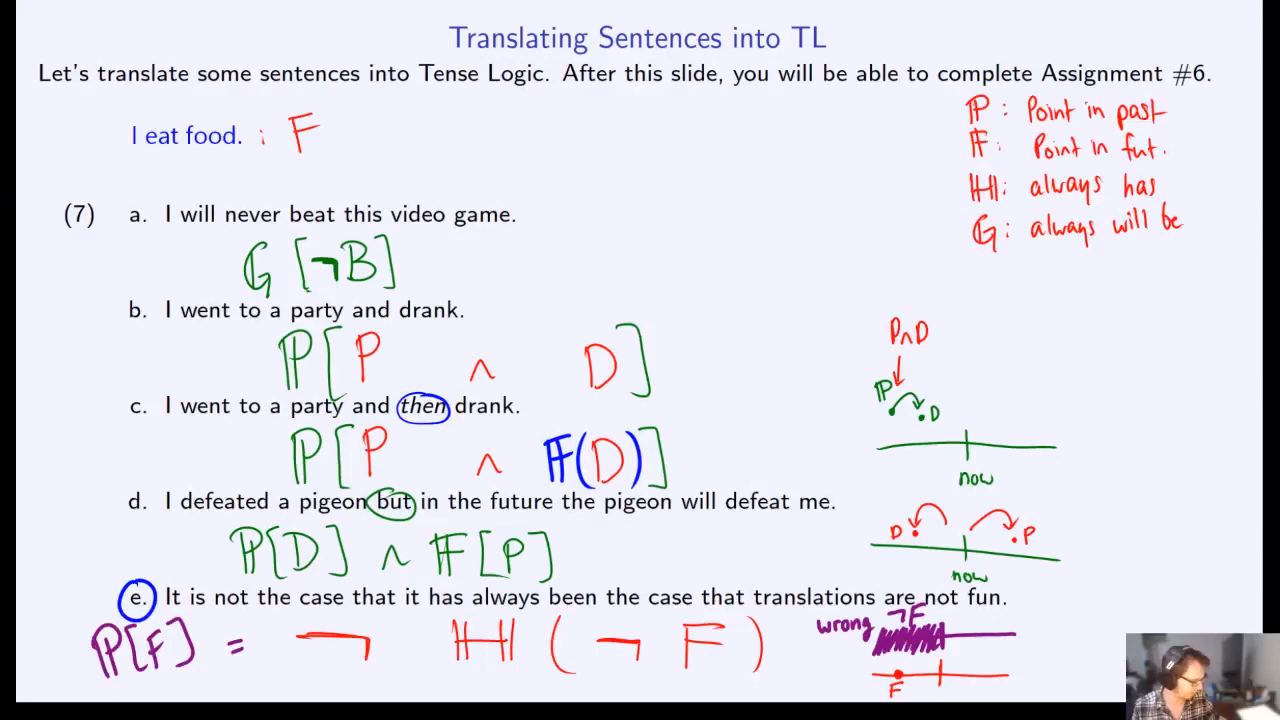 Translating Sentences into TL
Let's translate some sentences into Tense Logic. After this slide, you will be able to complete Assignment #6.
ℙ : Point in past
I eat food. : F
𝔽: Point in fut.
ℍ: always has
𝔾: always will be
(7) a. I will never beat this video game.
𝔾 [¬B]
b. I went to a party and drank.
ℙ[P ∧ D]
P∧D
c. I went to a party and then drank.
ℙ D
ℙ[P ∧ 𝔽(D)]
now
d. I defeated a pigeon but in the future the pigeon will defeat me.
ℙ[D] ∧ 𝔽[P]
D P
now
e. It is not the case that it has always been the case that translations are not fun.
wrong ¬F
ℙ[F] = ¬ ℍ(¬ F)
F